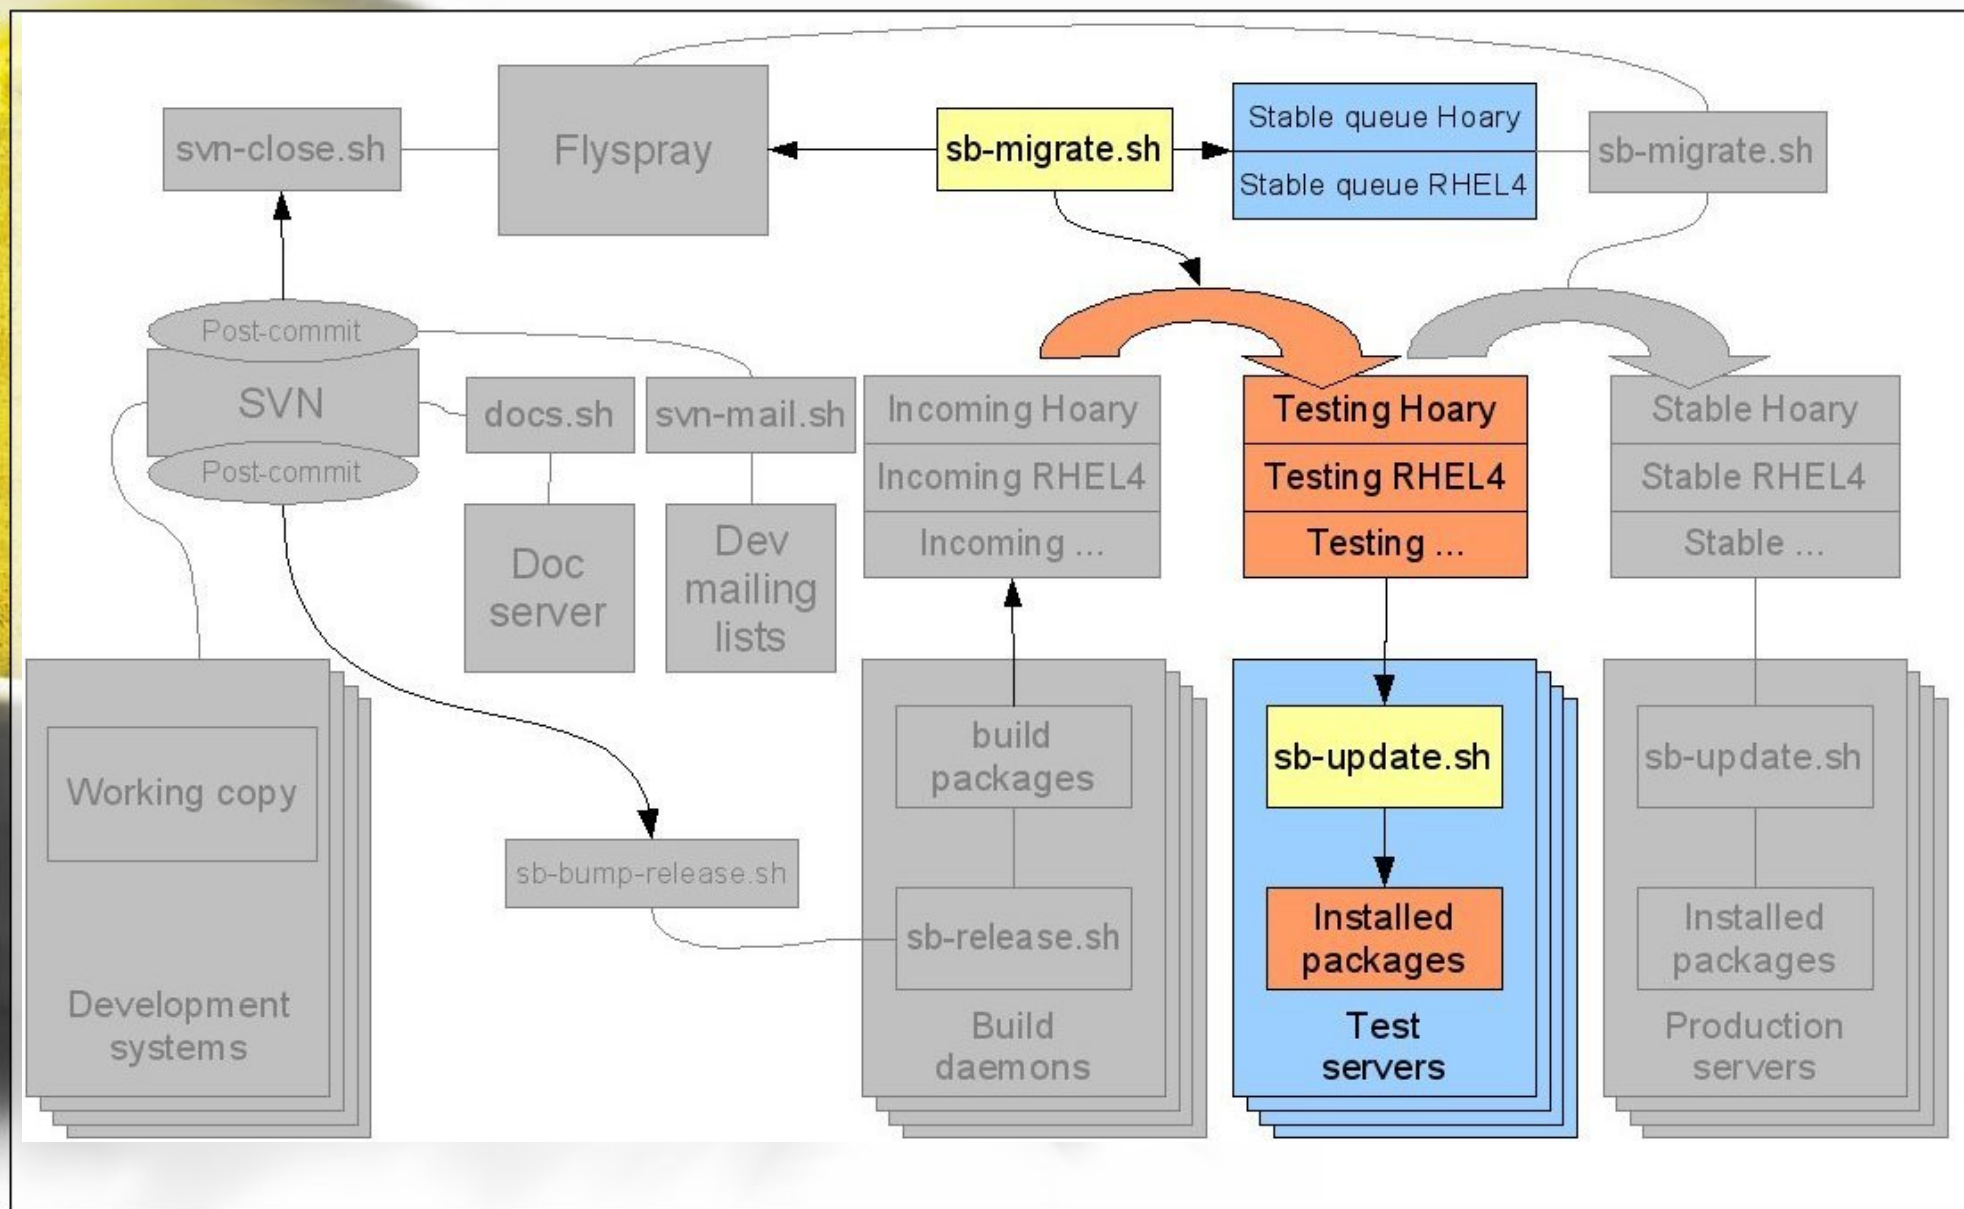 svn-close.sh
Flyspray
sb-migrate.sh
Stable queue Hoary
Stable queue RHEL4
sb-migrate.sh
Post-commit
SVN
Post-commit
docs.sh
svn-mail.sh
Doc
server
Dev
mailing
lists
Incoming Hoary
Incoming RHEL4
Incoming ...
Testing Hoary
Testing RHEL4
Testing ...
Stable Hoary
Stable RHEL4
Stable ...
Working copy
Development
systems
sb-bump-release.sh
build
packages
sb-release.sh
Build
daemons
sb-update.sh
Installed
packages
Test
servers
sb-update.sh
Installed
packages
Production
servers